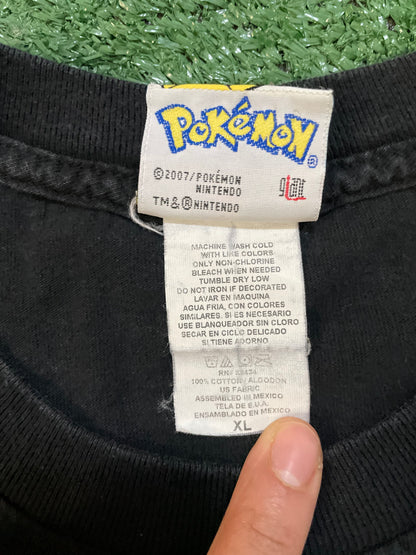 POKéMON®
©2007/POKÉMON
NINTENDO
TM&®NINTENDO
giant
MACHINE WASH COLD
WITH LIKE COLORS
ONLY NON-CHLORINE
BLEACH WHEN NEEDED
TUMBLE DRY LOW
DO NOT IRON IF DECORATED
LAVAR EN MAQUINA
AGUA FRIA, CON COLORES
SIMILARES. SI ES NECESARIO
USE BLANQUEADOR SIN CLORO
SECAR EN CICLO DELICADO
SI TIENE ADORNO
RN#
100% COTTON/ALGODON
US FABRIC
ASSEMBLED IN MEXICO
TELA DE E.U.A.
ENSAMBLADO EN MEXICO
XL